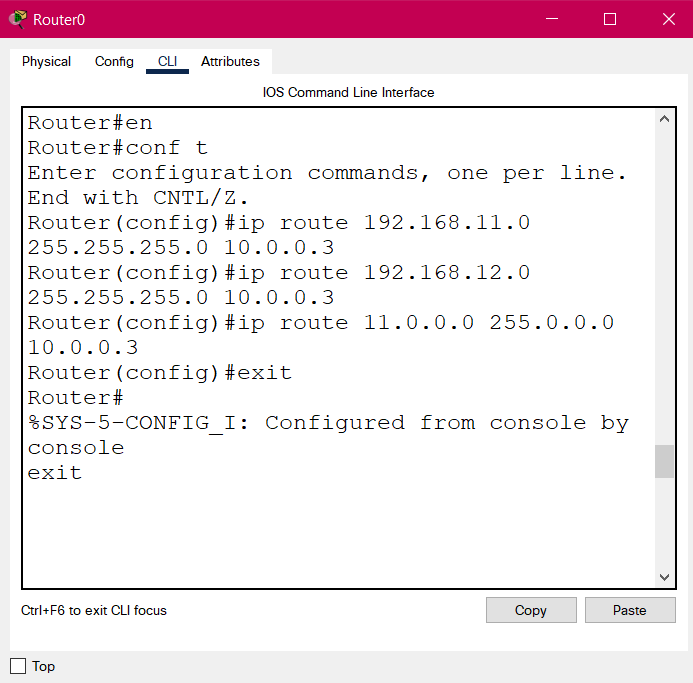 Router0
Physical Config CLI Attributes
IOS Command Line Interface
Router#en
Router#conf t
Enter configuration commands, one per line.
End with CNTL/Z.
Router(config)#ip route 192.168.11.0
255.255.255.0 10.0.0.3
Router(config)#ip route 192.168.12.0
255.255.255.0 10.0.0.3
Router(config)#ip route 11.0.0.0 255.0.0.0
10.0.0.3
Router(config)#exit
Router#
%SYS-5-CONFIG_I: Configured from console by
console
exit
Ctrl+F6 to exit CLI focus Copy Paste
Top